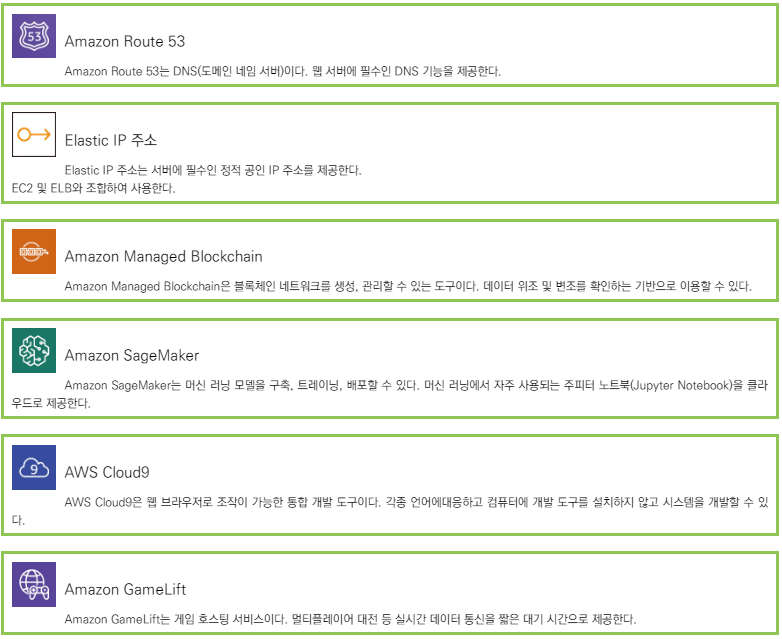 53
Amazon Route 53
Amazon Route 53는 DNS(도메인 네임 서버)이다. 웹 서버에 필수인 DNS 기능을 제공한다.
Elastic IP 주소
Elastic IP 주소는 서버에 필수인 정적 공인 IP 주소를 제공한다.
EC2 및 ELB와 조합하여 사용한다.
Amazon Managed Blockchain
Amazon Managed Blockchain은 블록체인 네트워크를 생성, 관리할 수 있는 도구이다. 데이터 위조 및 변조를 확인하는 기반으로 이용할 수 있다.
Amazon SageMaker
Amazon SageMaker는 머신 러닝 모델을 구축, 트레이닝, 배포할 수 있다. 머신 러닝에서 자주 사용되는 주피터 노트북(Jupyter Notebook)을 클라
우드로 제공한다.
9
AWS Cloud9
AWS Cloud9은 웹 브라우저로 조작이 가능한 통합 개발 도구이다. 각종 언어에대응하고 컴퓨터에 개발 도구를 설치하지 않고 시스템을 개발할 수 있
다.
Amazon GameLift
Amazon GameLift는 게임 호스팅 서비스이다. 멀티플레이어 대전 등 실시간 데이터 통신을 짧은 대기 시간으로 제공한다.